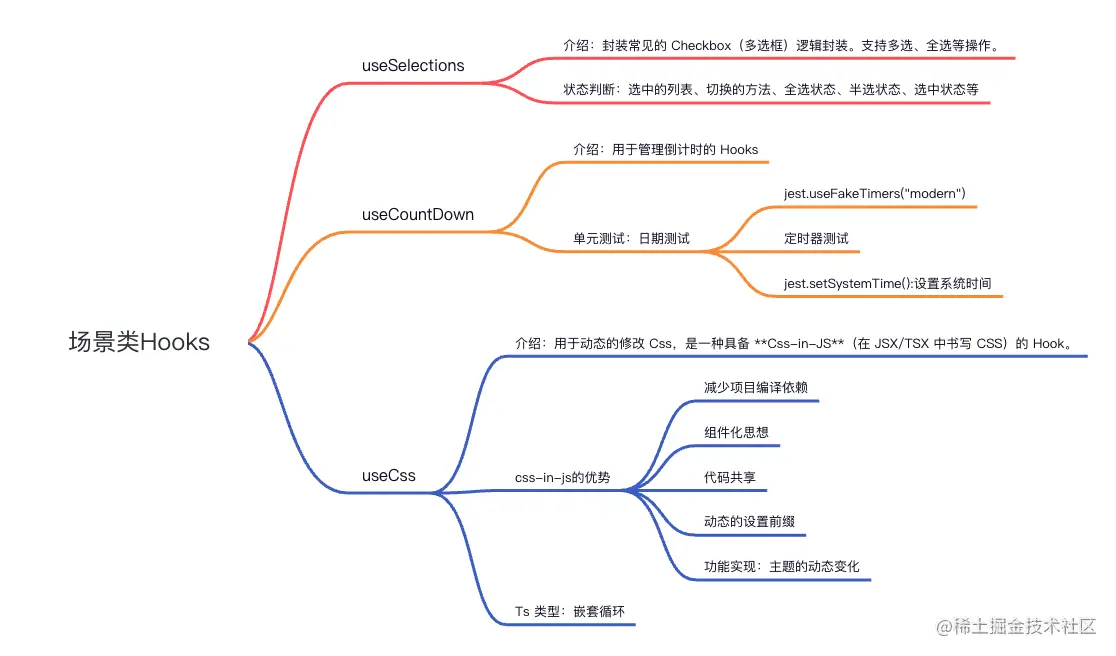 场景类Hooks
useSelections
介绍：封装常见的 Checkbox（多选框）逻辑封装。支持多选、全选等操作。
状态判断：选中的列表、切换的方法、全选状态、半选状态、选中状态等
useCountDown
介绍：用于管理倒计时的 Hooks
单元测试：日期测试
jest.useFakeTimers("modern")
定时器测试
jest.setSystemTime():设置系统时间
useCss
介绍：用于动态的修改 Css，是一种具备 **Css-in-JS**（在 JSX/TSX 中书写 CSS）的 Hook。
css-in-js的优势
减少项目编译依赖
组件化思想
代码共享
动态的设置前缀
功能实现：主题的动态变化
Ts 类型：嵌套循环
@稀土掘金技术社区